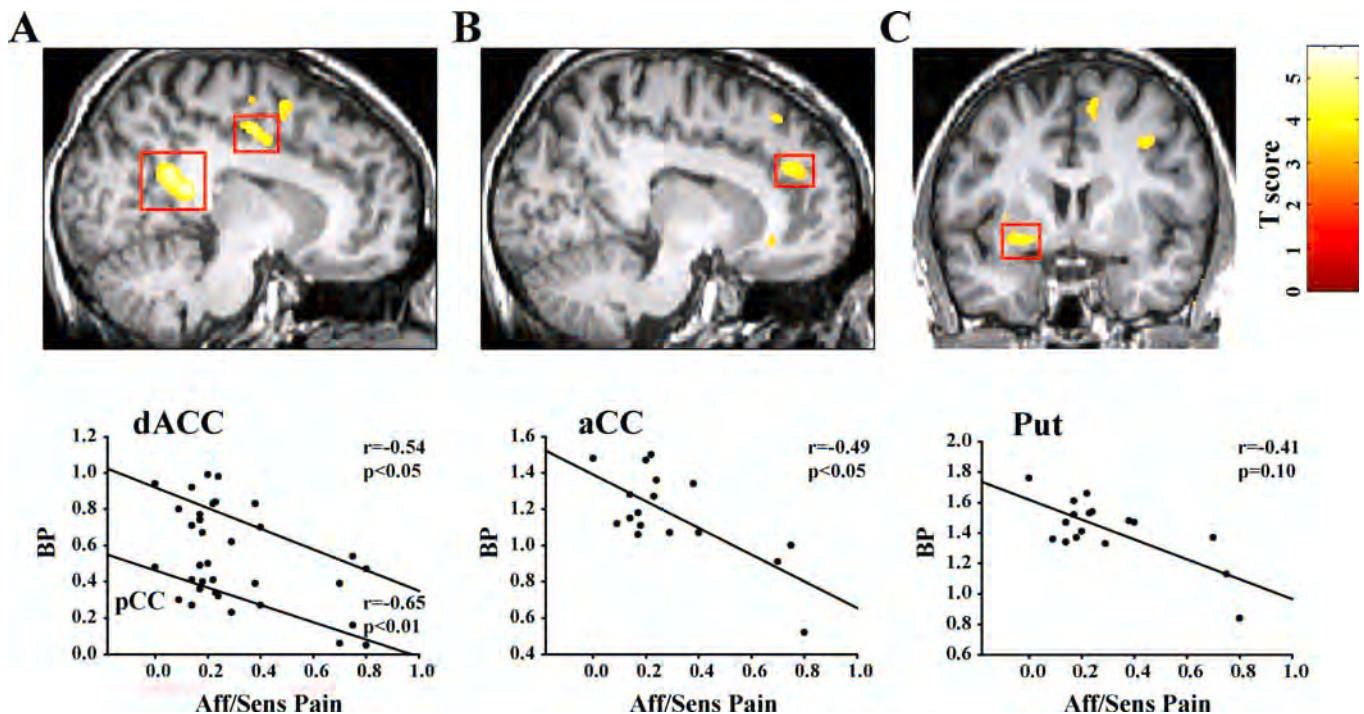 A
B
C
5
4
3
2
1
0
T score
dACC
r=-0.54
p<0.05
1.2
1.0
0.8
0.6
0.4
0.2
0.0
BP
pCC
r=-0.65
p<0.01
0.0 0.2 0.4 0.6 0.8 1.0
Aff/Sens Pain
aCC
r=-0.49
p<0.05
1.6
1.4
1.2
1.0
0.8
0.6
0.4
BP
0.0 0.2 0.4 0.6 0.8 1.0
Aff/Sens Pain
Put
r=-0.41
p=0.10
2.0
1.8
1.6
1.4
1.2
1.0
0.8
0.6
BP
0.0 0.2 0.4 0.6 0.8 1.0
Aff/Sens Pain